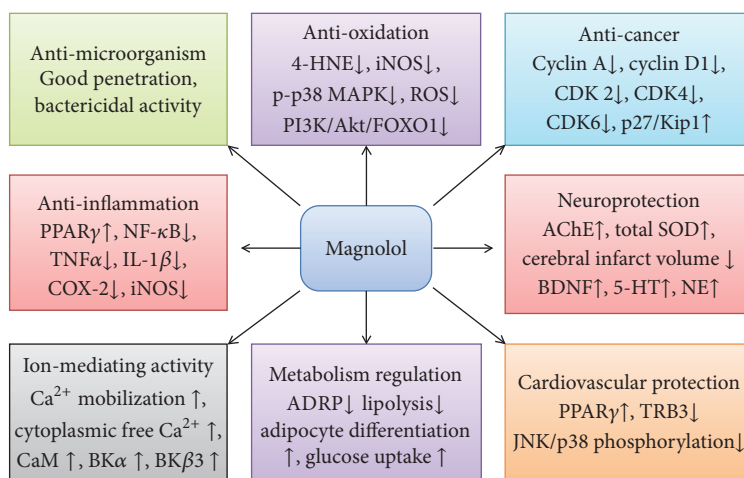 Anti-microorganism
Good penetration,
bactericidal activity
Anti-oxidation
4-HNE↓, iNOS↓,
p-p38 MAPK↓, ROS↓
PI3K/Akt/FOXO1↓
Anti-cancer
Cyclin A↓, cyclin D1↓,
CDK 2↓, CDK4↓,
CDK6↓, p27/Kip1↑
Anti-inflammation
PPARγ↑, NF-κB↓,
TNFα↓, IL-1β↓,
COX-2↓, iNOS↓
Magnolol
Neuroprotection
AChE↑, total SOD↑,
cerebral infarct volume ↓
BDNF↑, 5-HT↑, NE↑
Ion-mediating activity
Ca²⁺ mobilization ↑,
cytoplasmic free Ca²⁺ ↑,
CaM ↑, BKα ↑, BKβ3 ↑
Metabolism regulation
ADRP↓ lipolysis↓
adipocyte differentiation
↑, glucose uptake ↑
Cardiovascular protection
PPARγ↑, TRB3↓
JNK/p38 phosphorylation↓